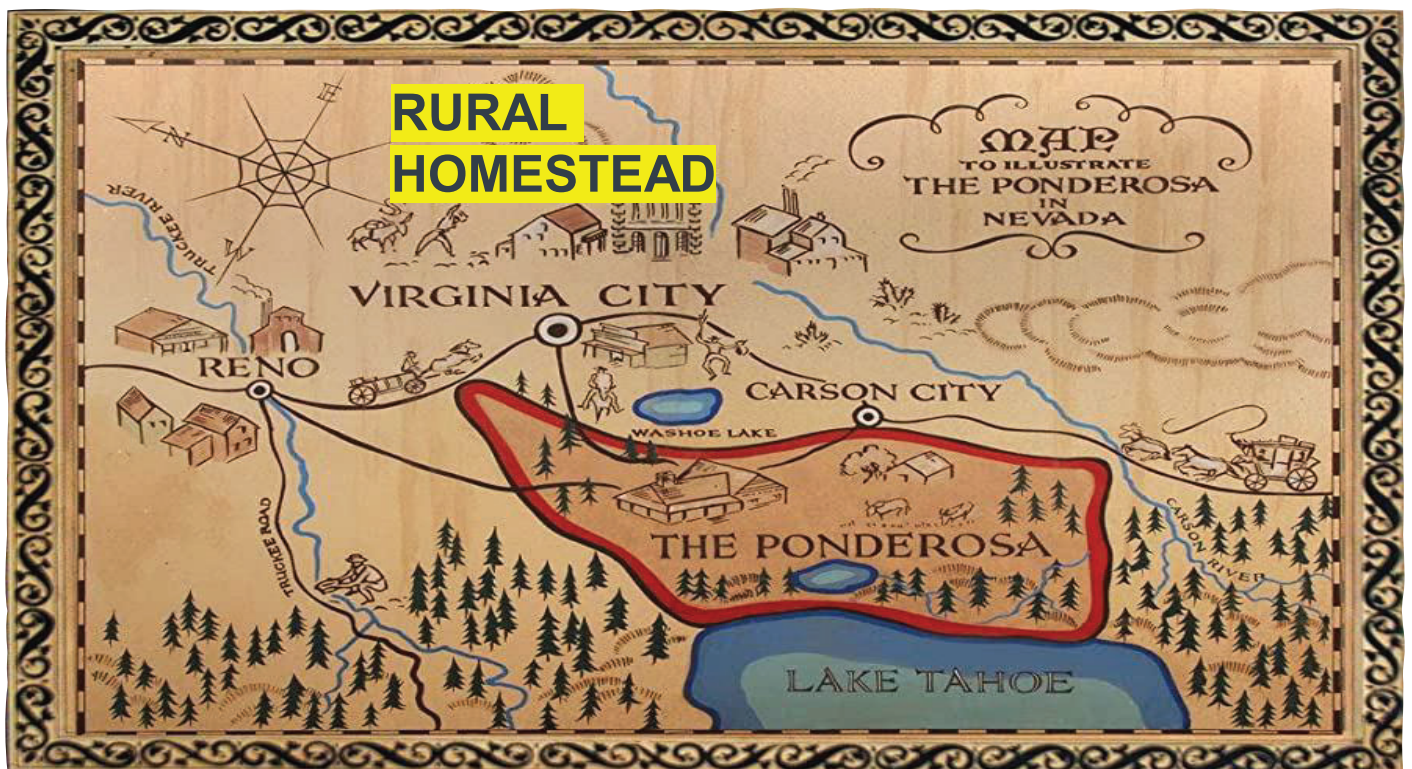 RURAL
HOMESTEAD
MAP
TO ILLUSTRATE
THE PONDEROSA
IN
NEVADA
E
N
W
TRUCKEE RIVER
VIRGINIA CITY
RENO
CARSON CITY
WASHOE LAKE
TRUCKEE ROAD
CARSON RIVER
THE PONDEROSA
LAKE TAHOE